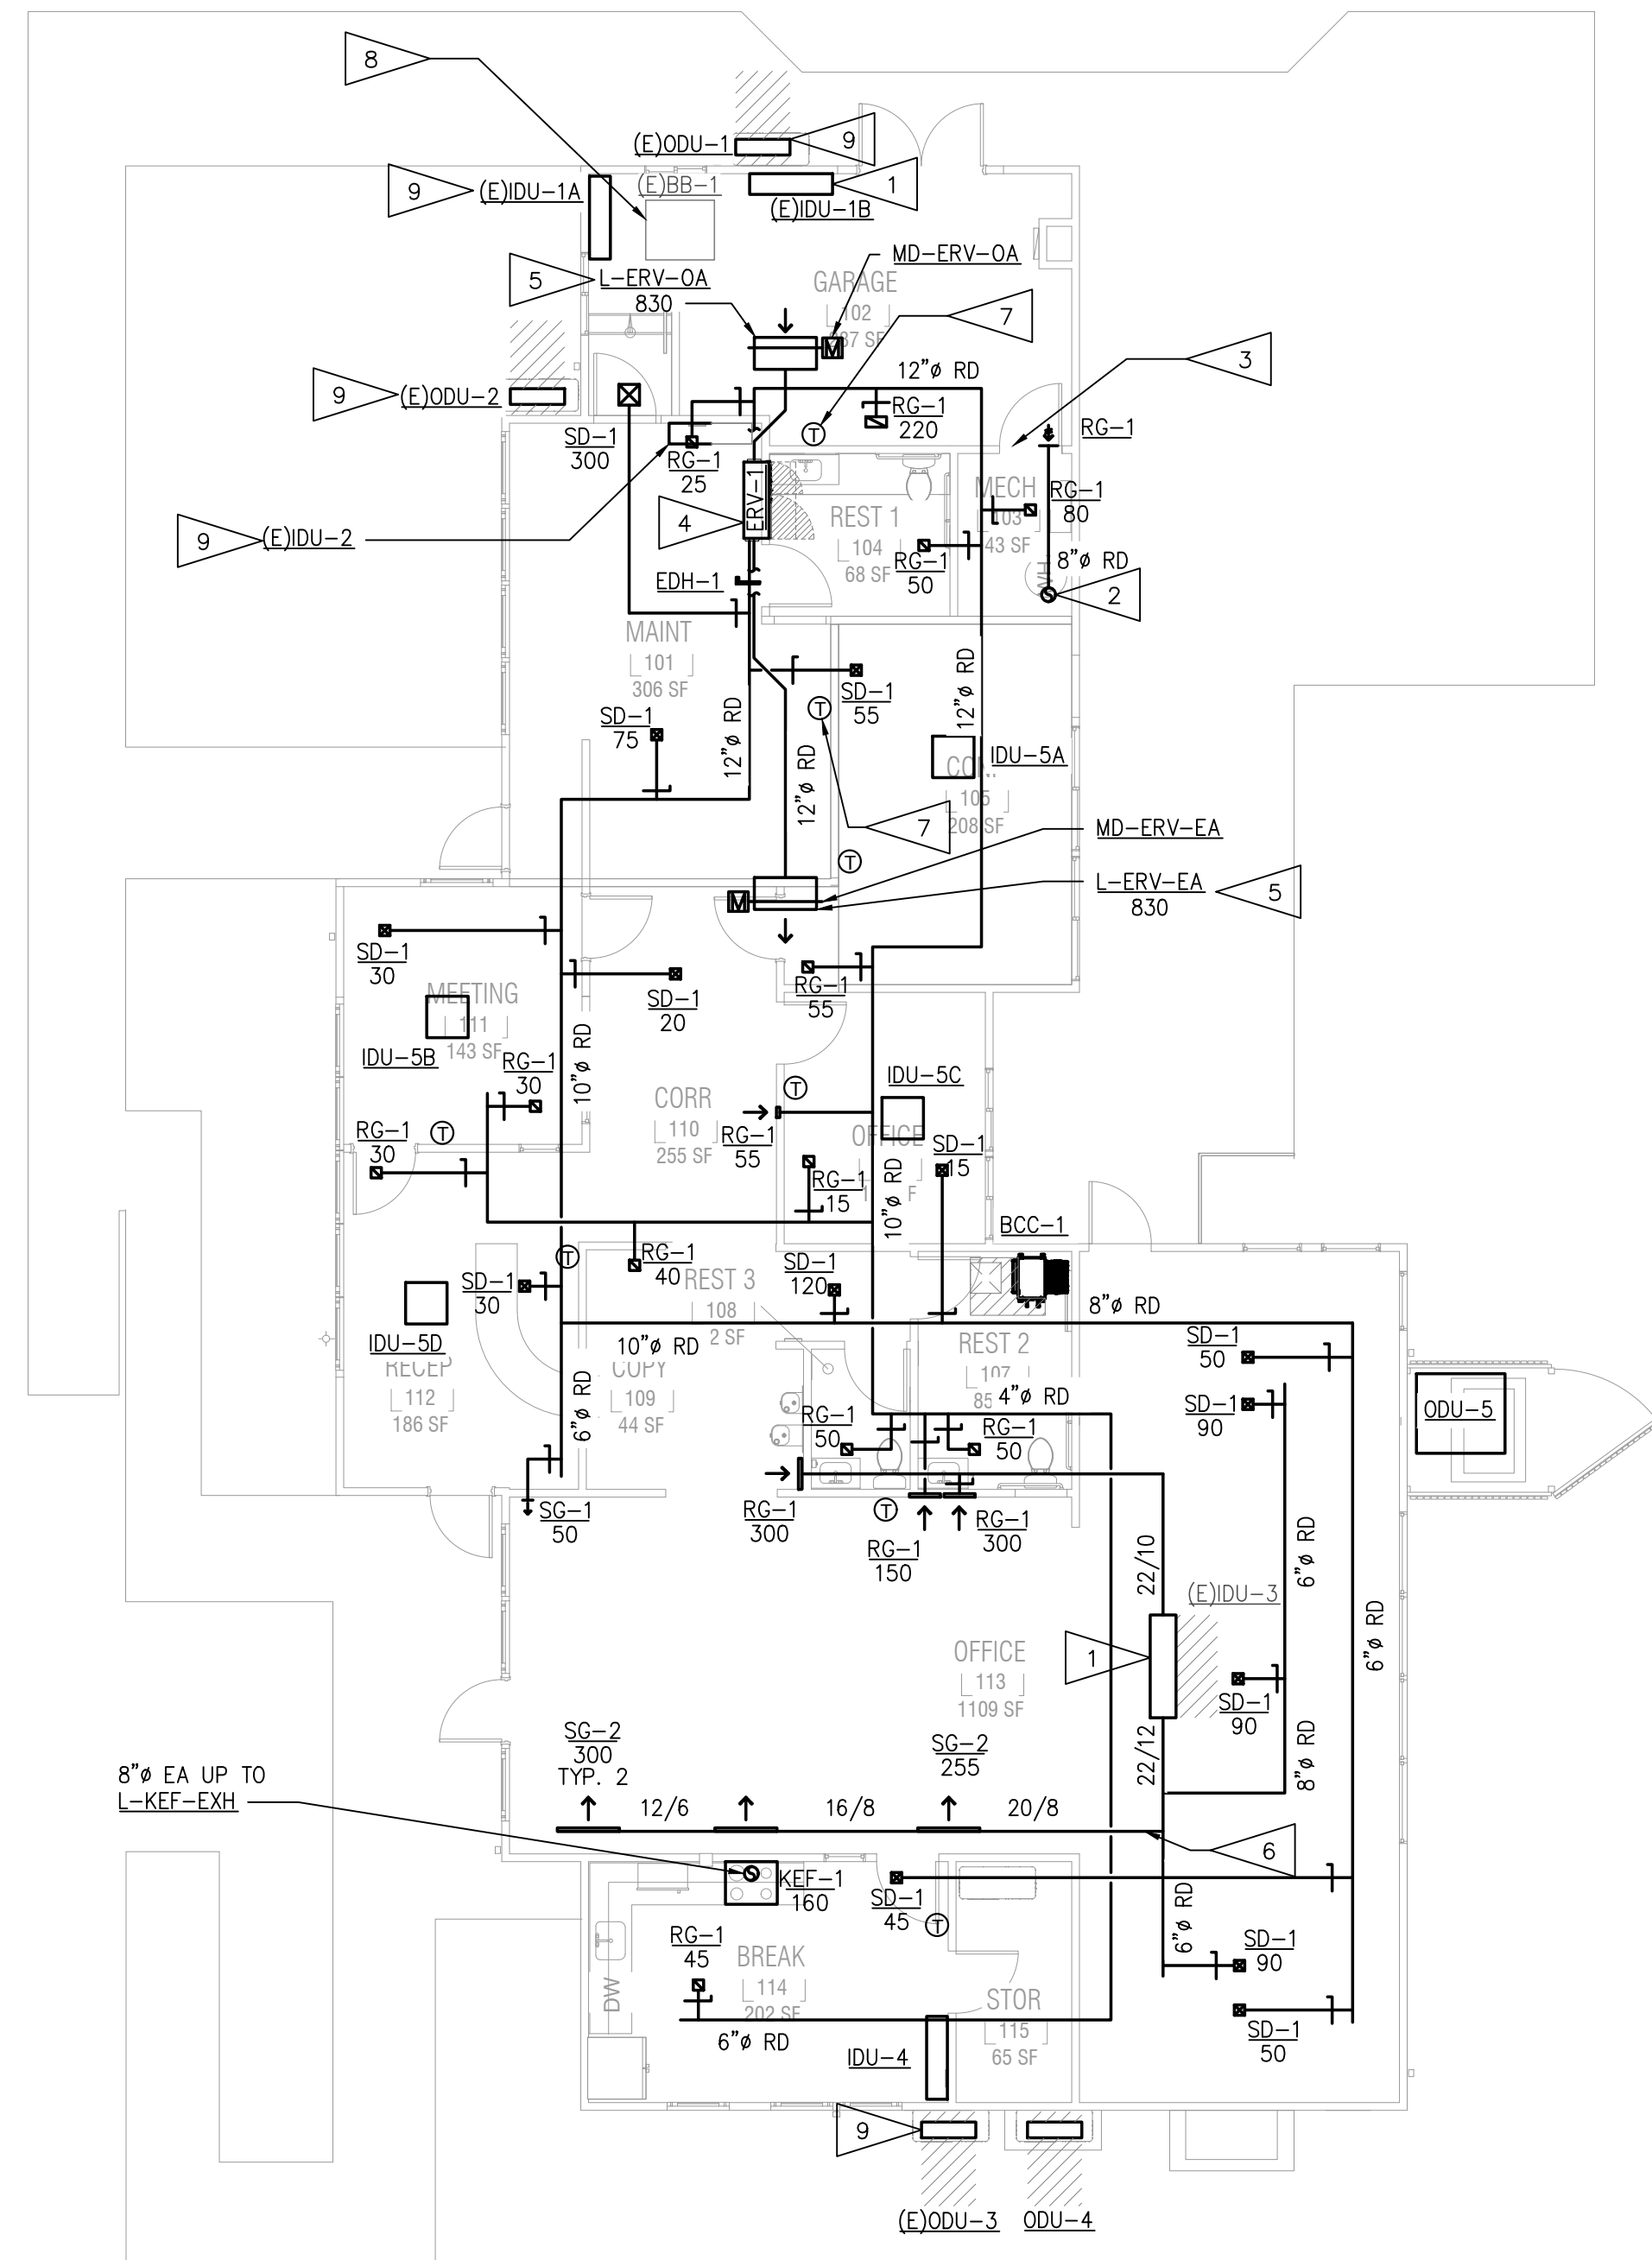 8
(E)ODU-1
9
9
(E)IDU-1A
(E)BB-1
1
(E)IDU-1B
MD-ERV-OA
5
L-ERV-OA
830
GARAGE
102
7
M
3
12"ø RD
9
(E)ODU-2
RG-1
220
T
RG-1
SD-1
300
RG-1
25
ERV-1
4
REST 1
104
68 SF
MECH
103
43 SF
RG-1
80
9
(E)IDU-2
RG-1
50
8"ø RD
2
EDH-1
MAINT
101
306 SF
SD-1
55
12"ø RD
SD-1
75
T
12"ø RD
12"ø RD
IDU-5A
105
208 SF
7
MD-ERV-EA
T
L-ERV-EA
830
5
M
SD-1
30
SD-1
20
RG-1
55
MEETING
111
143 SF
IDU-5B
RG-1
30
10"ø RD
IDU-5C
T
CORR
110
255 SF
RG-1
55
OFFICE
RG-1
30
T
SD-1
15
RG-1
15
10"ø RD
BCC-1
T
RG-1
40
REST 3
108
2 SF
SD-1
120
SD-1
30
8"ø RD
IDU-5D
RECEP
112
186 SF
10"ø RD
COPY
109
44 SF
REST 2
107
85
SD-1
50
6"ø RD
4"ø RD
SD-1
90
ODU-5
RG-1
50
RG-1
50
SG-1
50
RG-1
300
T
RG-1
150
RG-1
300
22/10
6"ø RD
(E)IDU-3
6"ø RD
OFFICE
113
1109 SF
1
SD-1
90
SG-2
300
TYP. 2
SG-2
255
22/12
8"ø RD
8"ø EA UP TO
L-KEF-EXH
12/6
16/8
20/8
6
KEF-1
160
SD-1
45
T
6"ø RD
RG-1
45
BREAK
114
202 SF
DW
SD-1
90
STOR
115
65 SF
6"ø RD
IDU-4
SD-1
50
9
(E)ODU-3
ODU-4